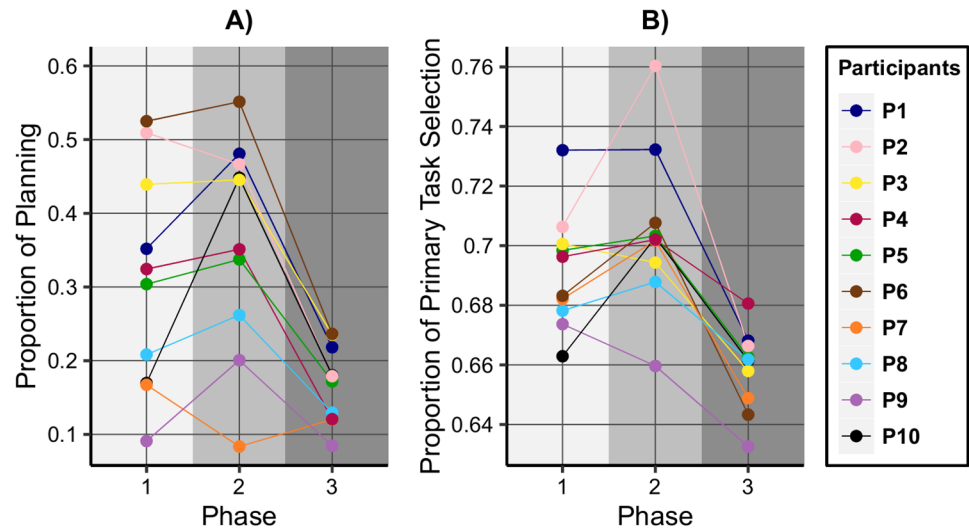 A)
Proportion of Planning
0.6
0.5
0.4
0.3
0.2
0.1
1 2 3
Phase
B)
Proportion of Primary Task Selection
0.76
0.74
0.72
0.7
0.68
0.66
0.64
1 2 3
Phase
Participants
P1
P2
P3
P4
P5
P6
P7
P8
P9
P10